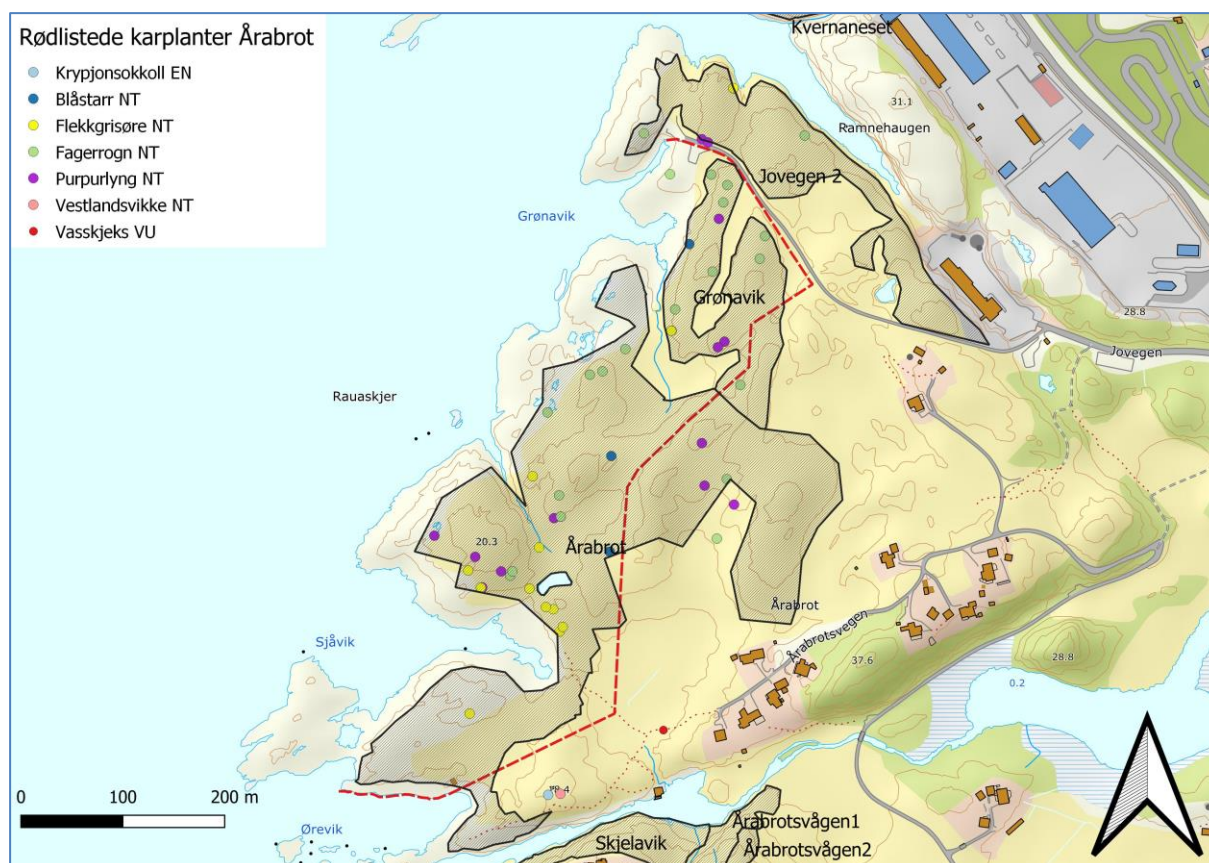 Rødlistede karplanter Årabrot
Krypjonsokkoll EN
Blåstarr NT
Flekkgrisøre NT
Fagerrogn NT
Purpurlyng NT
Vestlandsvikke NT
Vasskjeks VU
Kvernaneset
31.1
Ramnehaugen
Jovegen 2
Grønavik
Grønavik
28.8
Jovegen
Rauaskjer
20.3
Årabrot
Årabrot
Årabrotsvegen
37.6
28.8
Sjåvik
0.2
0 100 200 m
Ørevik
Skjelavik
Årabrotsvågen1
Årabrotsvågen2